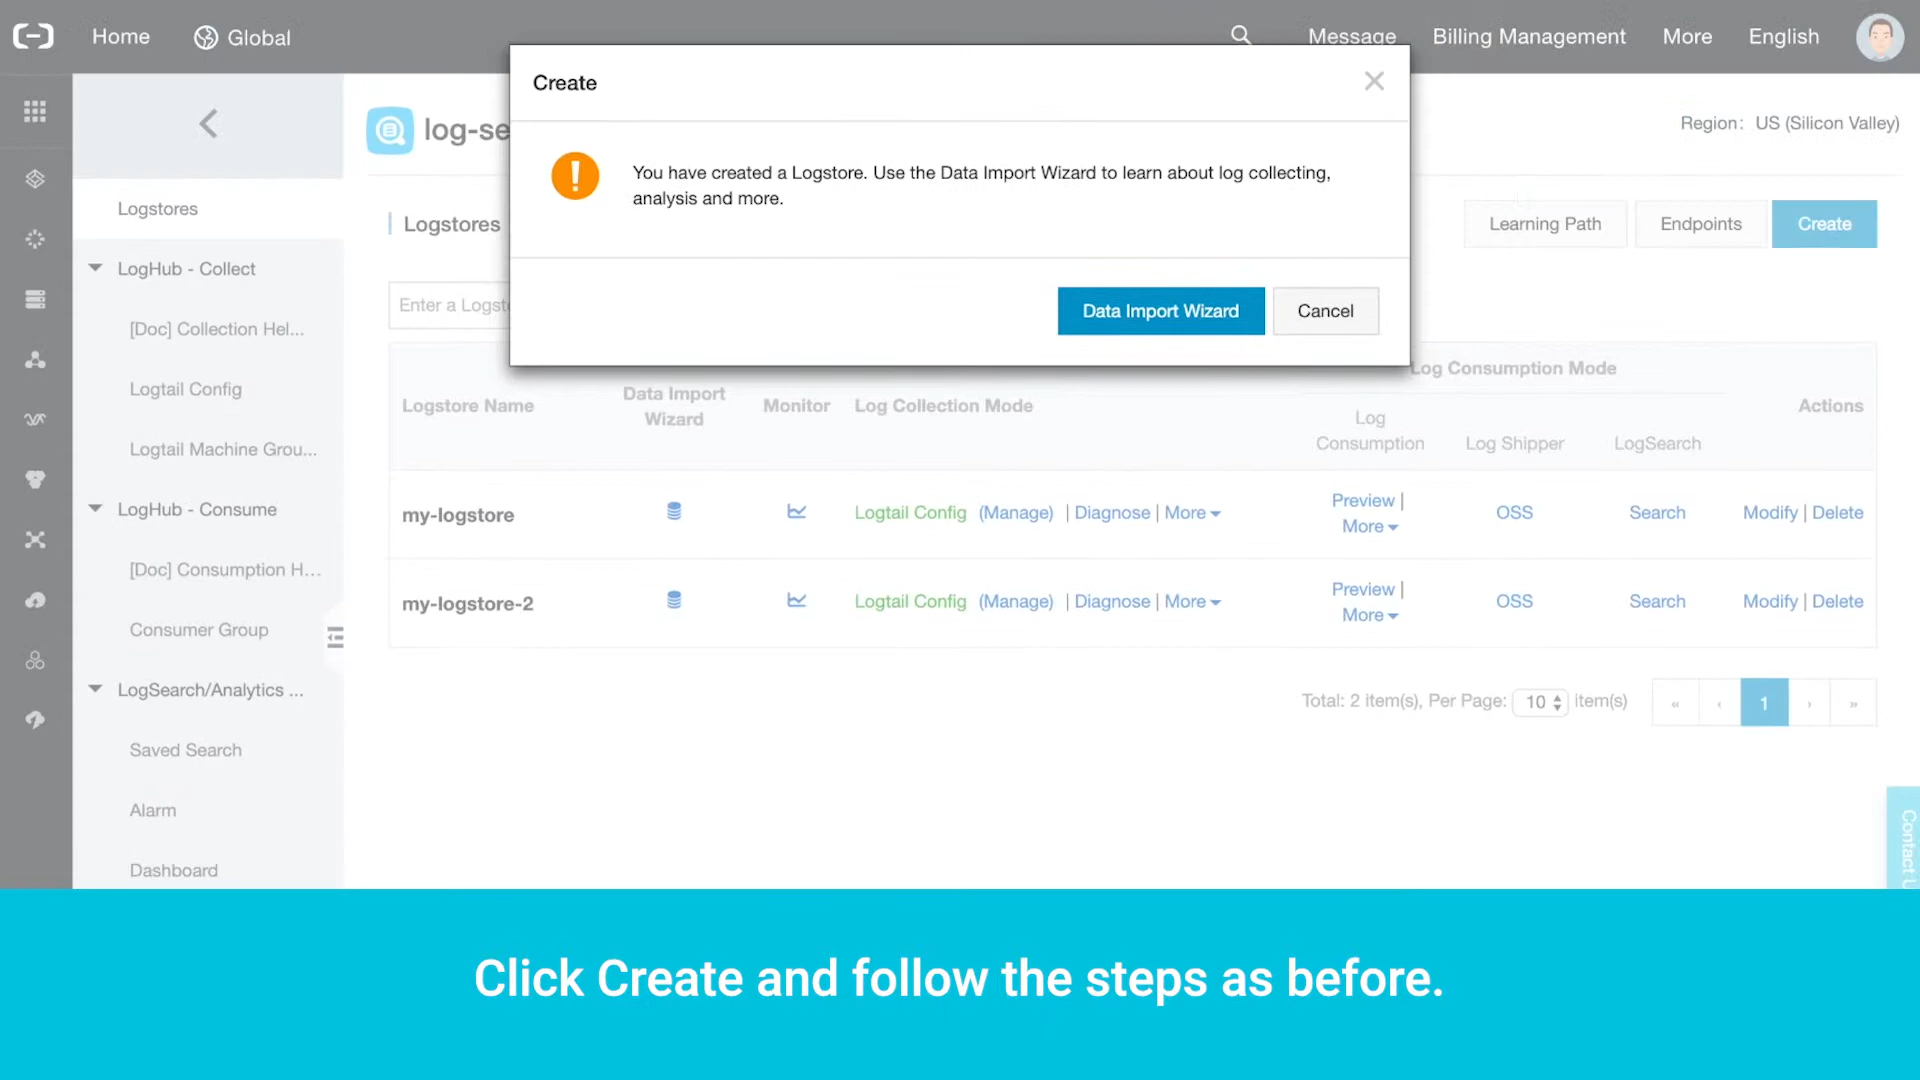 Home
Global
Message
Billing Management
More
English
Create
You have created a Logstore. Use the Data Import Wizard to learn about log collecting,
analysis and more.
Data Import Wizard
Cancel
log-se
Region: US (Silicon Valley)
Logstores
Learning Path
Endpoints
Create
Enter a Logst
Logstores
LogHub - Collect
[Doc] Collection Hel...
Logtail Config
Logtail Machine Grou...
LogHub - Consume
[Doc] Consumption H...
Consumer Group
LogSearch/Analytics ...
Saved Search
Alarm
Dashboard
Logstore Name
Data Import
Wizard
Monitor
Log Collection Mode
Log Consumption Mode
Log
Consumption
Log Shipper
LogSearch
Actions
my-logstore
Logtail Config (Manage) | Diagnose | More
Preview |
More
OSS
Search
Modify | Delete
my-logstore-2
Logtail Config (Manage) | Diagnose | More
Preview |
More
OSS
Search
Modify | Delete
Total: 2 item(s), Per Page: 10 item(s)
« ‹ 1 › »
Contact U
Click Create and follow the steps as before.